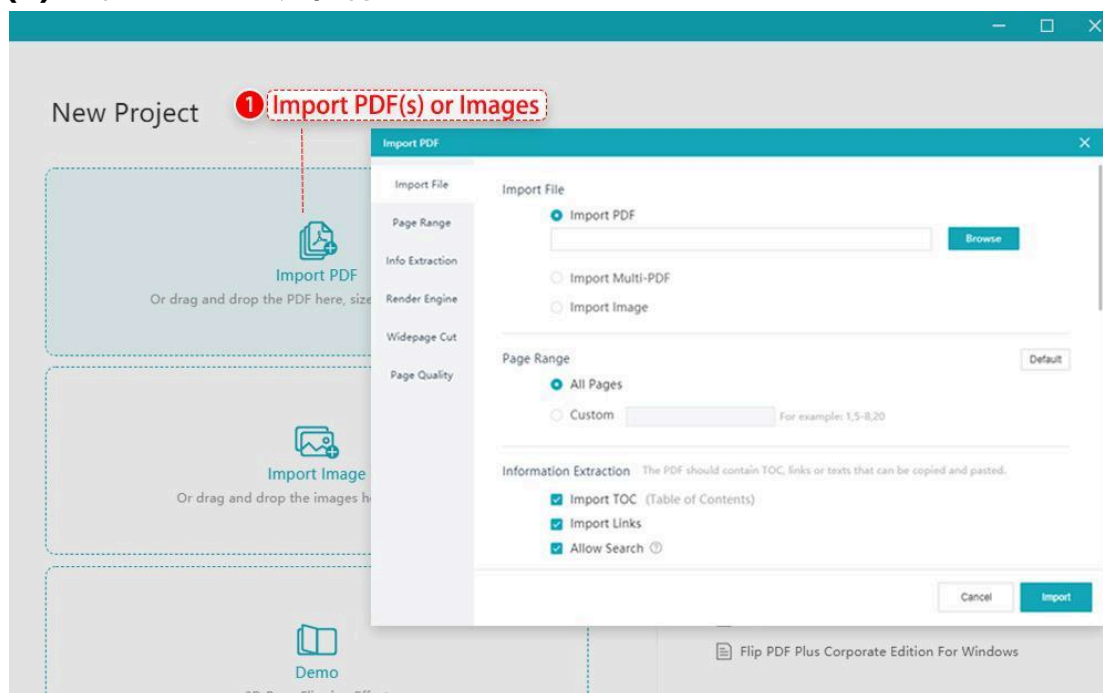 New Project
1 Import PDF(s) or Images
Import PDF
Or drag and drop the PDF here, size
Import Image
Or drag and drop the images
Demo
Import PDF
Import File
Page Range
Info Extraction
Render Engine
Widepage Cut
Page Quality
Import File
Import PDF
Browse
Import Multi-PDF
Import Image
Page Range
Default
All Pages
Custom
For example: 1,5-8,20
Information Extraction The PDF should contain TOC, links or texts that can be copied and pasted.
Import TOC (Table of Contents)
Import Links
Allow Search ?
Cancel
Import
Flip PDF Plus Corporate Edition For Windows